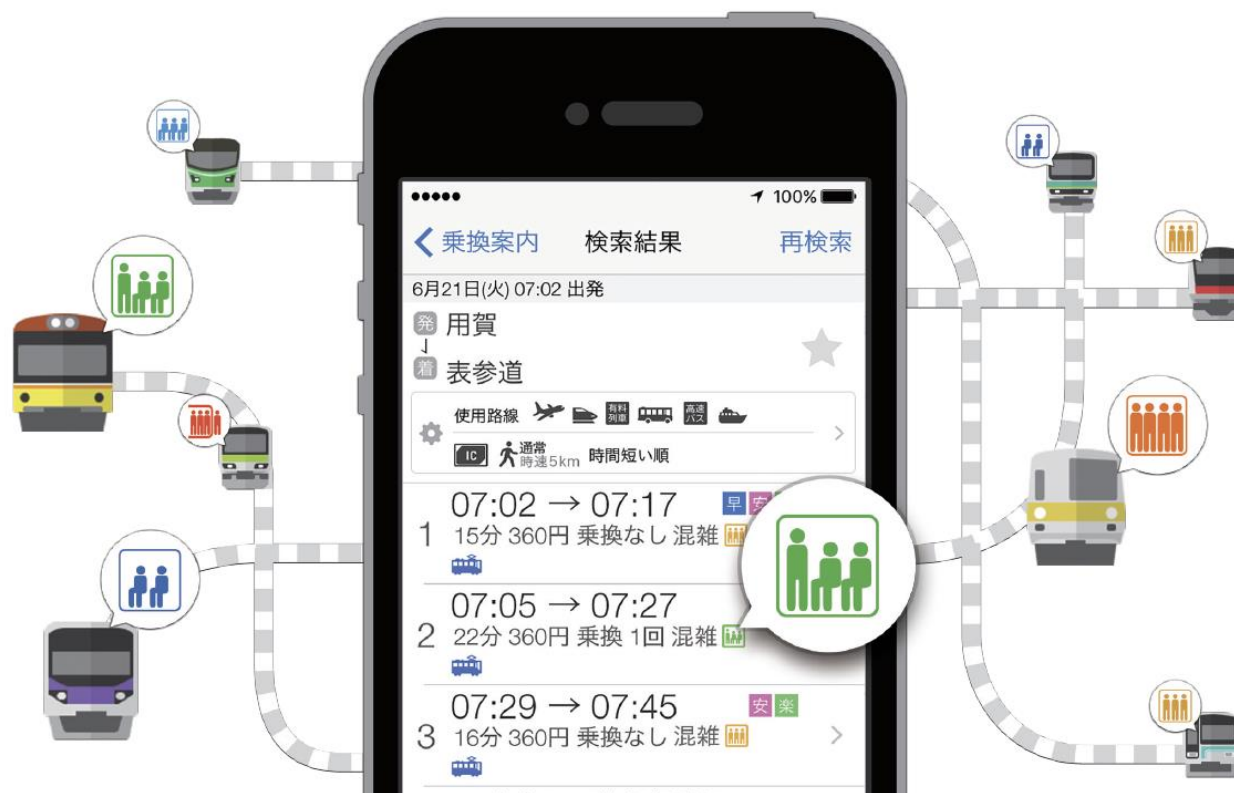 100%
乗換案内 検索結果 再検索
6月21日(火) 07:02 出発
発 用賀
↓
着 表参道
使用路線 有料列車 高速バス
IC 通常 時速5km 時間短い順
07:02 → 07:17 早 安
1 15分 360円 乗換なし 混雑
07:05 → 07:27
2 22分 360円 乗換 1回 混雑
07:29 → 07:45 安 楽
3 16分 360円 乗換なし 混雑